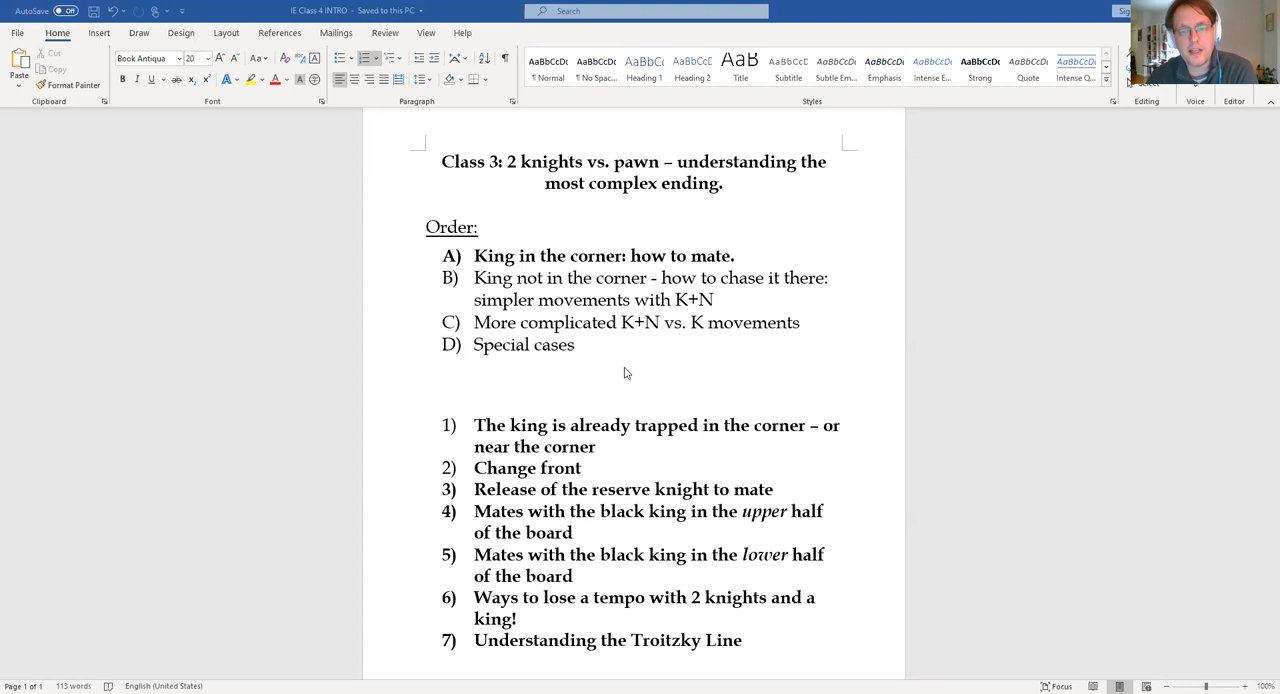 AutoSave Off IE Class 4 INTRO - Saved to this PC Search
File Home Insert Draw Design Layout References Mailings Review View Help
Paste Cut Copy Format Painter
Book Antiqua 20
AaBbCcDc AaBbCcDc AaBbCc AaBbCcC AaB AaBbCcD AaBbCcDc AaBbCcDc AaBbCcDc AaBbCcDc AaBbCcDc AaBbCcDc
¶ Normal ¶ No Spac... Heading 1 Heading 2 Title Subtitle Subtle Em... Emphasis Intense E... Strong Quote Intense Q...
Clipboard Font Paragraph Styles Editing Voice Editor
Class 3: 2 knights vs. pawn – understanding the
most complex ending.
Order:
A) King in the corner: how to mate.
B) King not in the corner - how to chase it there:
simpler movements with K+N
C) More complicated K+N vs. K movements
D) Special cases
1) The king is already trapped in the corner – or
near the corner
2) Change front
3) Release of the reserve knight to mate
4) Mates with the black king in the upper half
of the board
5) Mates with the black king in the lower half
of the board
6) Ways to lose a tempo with 2 knights and a
king!
7) Understanding the Troitzky Line
Page 1 of 1 113 words English (United States) Focus 100%